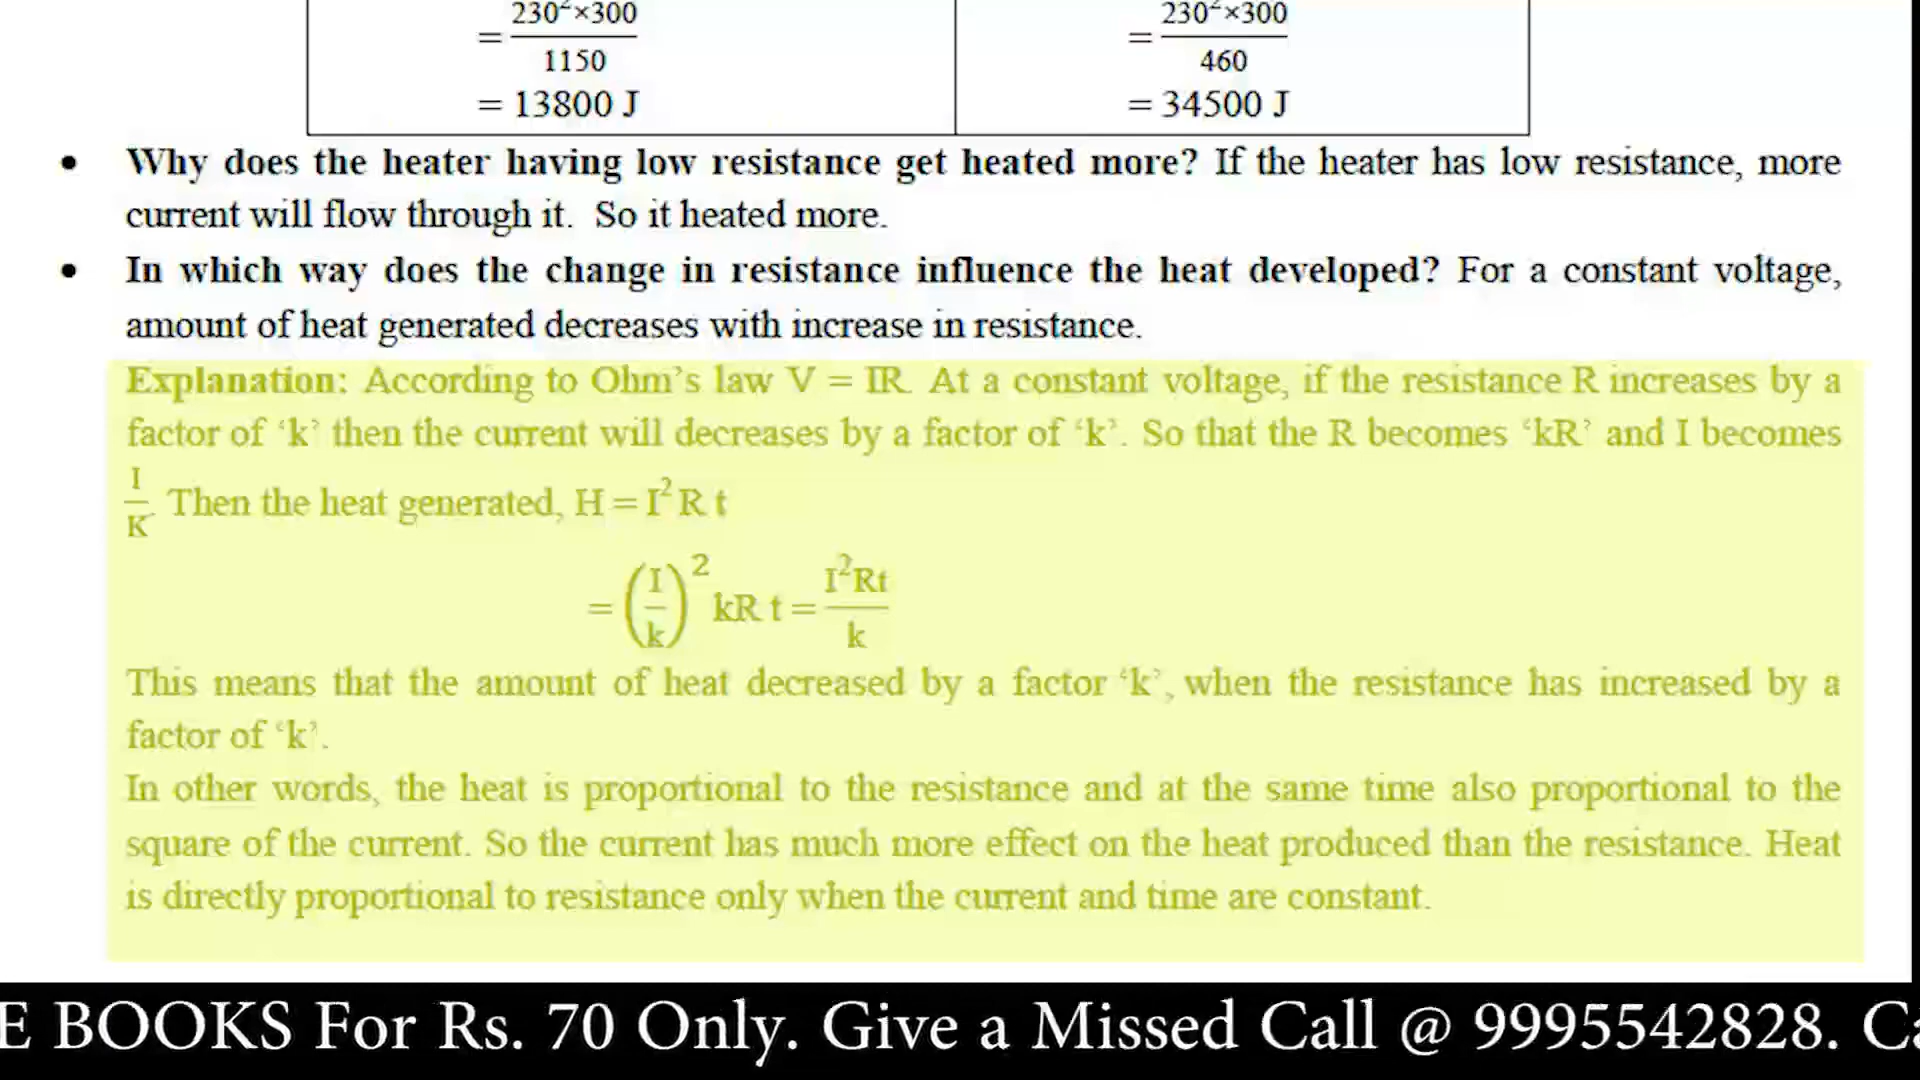 = 230²×300 / 1150 = 230²×300 / 460
= 13800 J = 34500 J
• Why does the heater having low resistance get heated more? If the heater has low resistance, more
current will flow through it. So it heated more.
• In which way does the change in resistance influence the heat developed? For a constant voltage,
amount of heat generated decreases with increase in resistance.
Explanation: According to Ohm's law V = IR. At a constant voltage, if the resistance R increases by a
factor of ‘k’ then the current will decreases by a factor of ‘k’. So that the R becomes ‘kR’ and I becomes
I/K. Then the heat generated, H = I² R t
= (I/k)² kR t = I²Rt/k
This means that the amount of heat decreased by a factor ‘k’, when the resistance has increased by a
factor of ‘k’.
In other words, the heat is proportional to the resistance and at the same time also proportional to the
square of the current. So the current has much more effect on the heat produced than the resistance. Heat
is directly proportional to resistance only when the current and time are constant.
E BOOKS For Rs. 70 Only. Give a Missed Call @ 9995542828. Ca